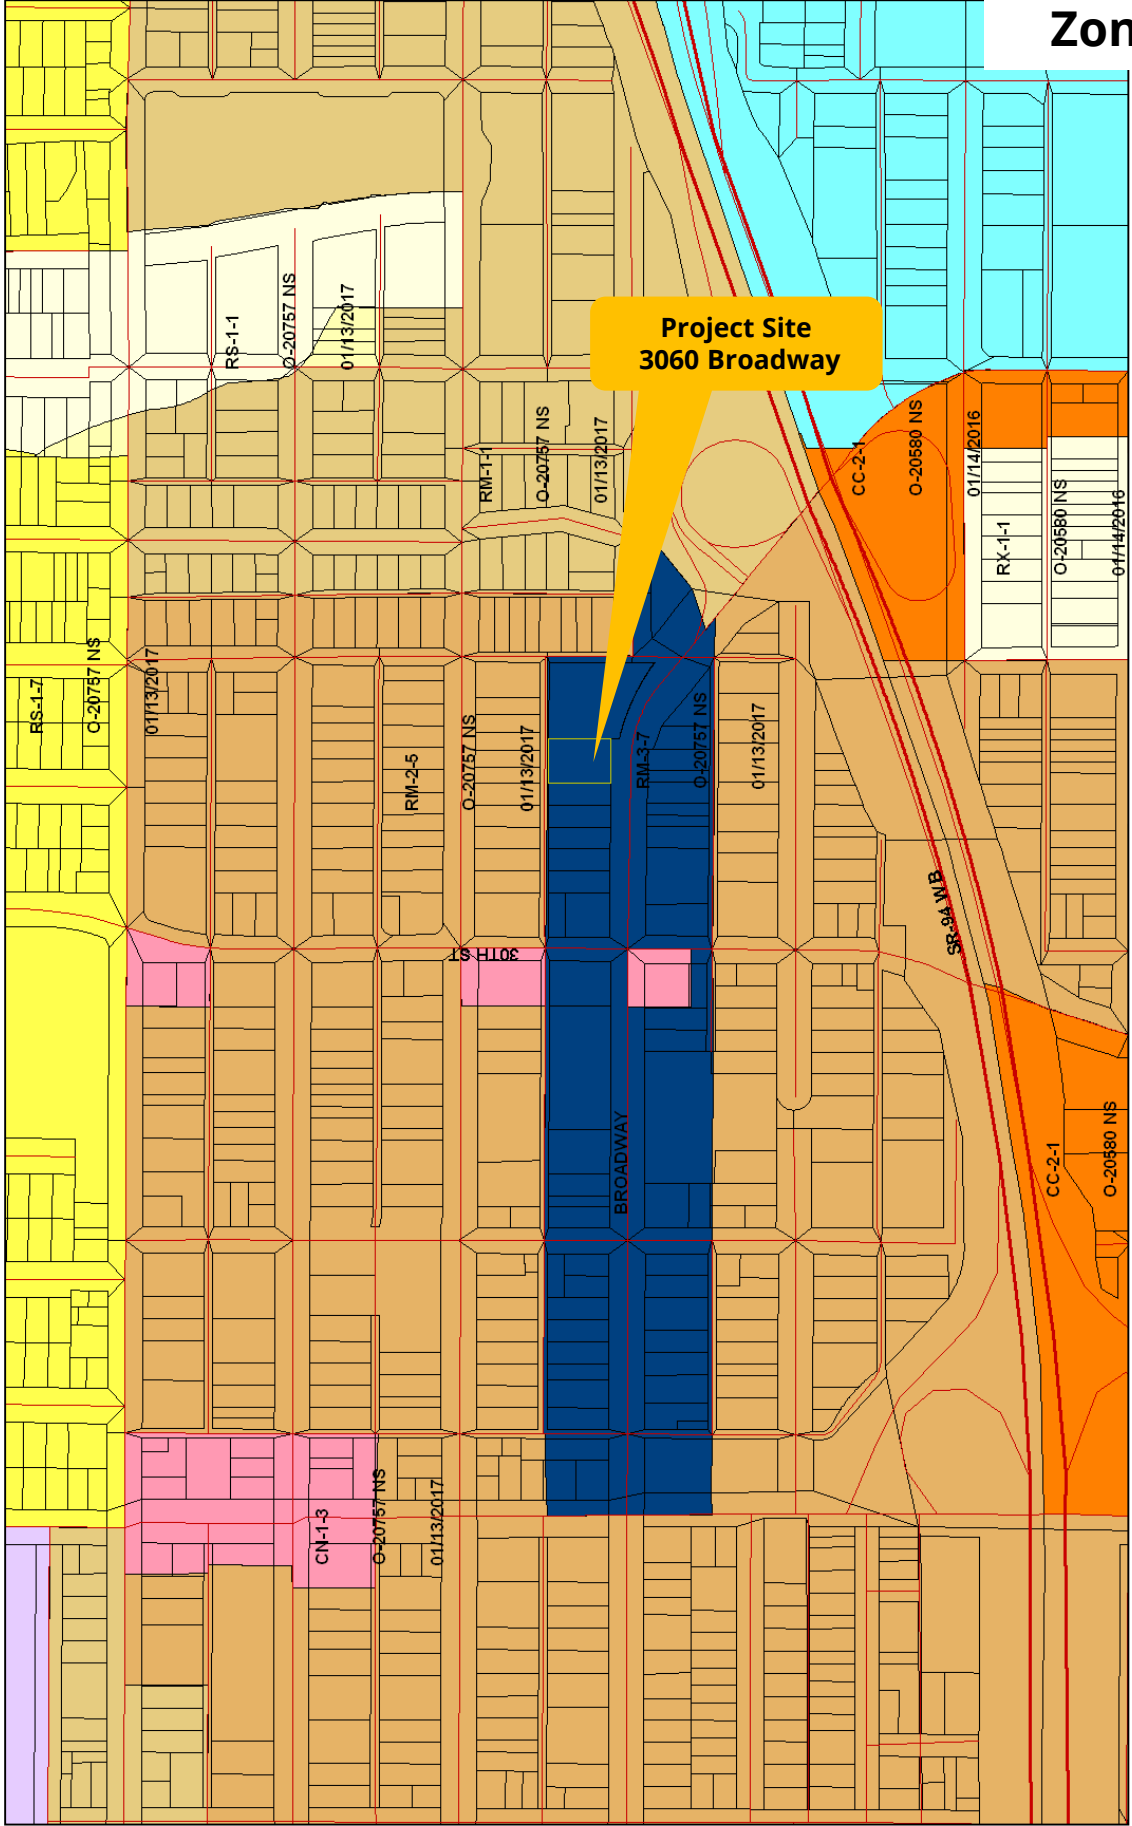 Zon
Project Site
3060 Broadway
RS-1-1
O-20757 NS
01/13/2017
RM-1-1
O-20757 NS
01/13/2017
CC-2-1
O-20580 NS
01/14/2016
RX-1-1
O-20580 NS
01/14/2016
RS-1-7
O-20757 NS
01/13/2017
RM-2-5
O-20757 NS
01/13/2017
RM-3-7
O-20757 NS
01/13/2017
SR-94 WB
30TH ST
BROADWAY
CC-2-1
O-20580 NS
CN-1-3
O-20757 NS
01/13/2017